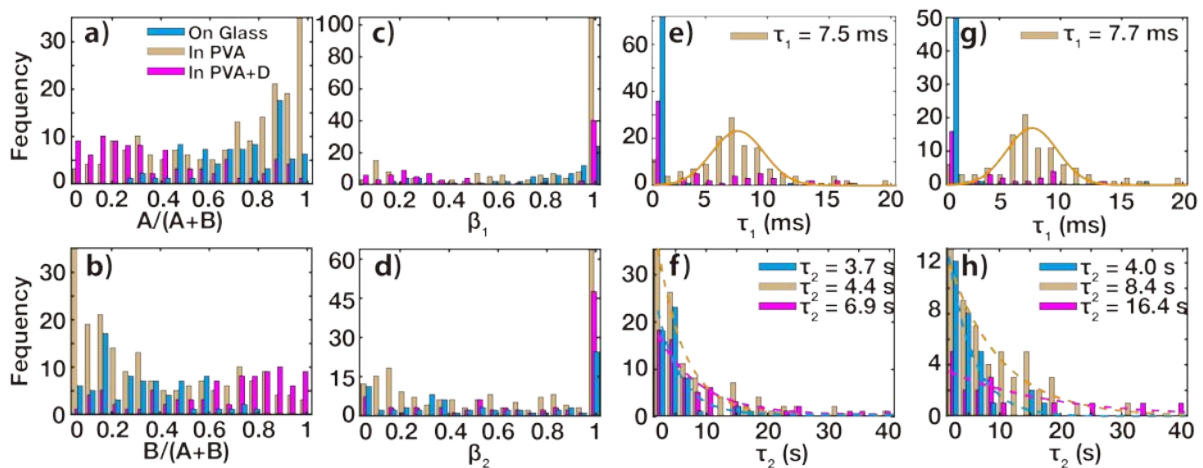 a)
On Glass
In PVA
In PVA+D
Fequency
30
20
10
0
0 0.2 0.4 0.6 0.8 1
A/(A+B)
c)
100
80
60
40
20
0
0 0.2 0.4 0.6 0.8 1
β1
e)
τ1 = 7.5 ms
60
40
20
0
0 5 10 15 20
τ1 (ms)
g)
τ1 = 7.7 ms
50
40
30
20
10
0
0 5 10 15 20
τ1 (ms)
b)
Frequency
30
20
10
0
0 0.2 0.4 0.6 0.8 1
B/(A+B)
d)
60
45
30
15
0
0 0.2 0.4 0.6 0.8 1
β2
f)
τ2 = 3.7 s
τ2 = 4.4 s
τ2 = 6.9 s
30
20
10
0
0 10 20 30 40
τ2 (s)
h)
τ2 = 4.0 s
τ2 = 8.4 s
τ2 = 16.4 s
12
8
4
0
0 10 20 30 40
τ2 (s)